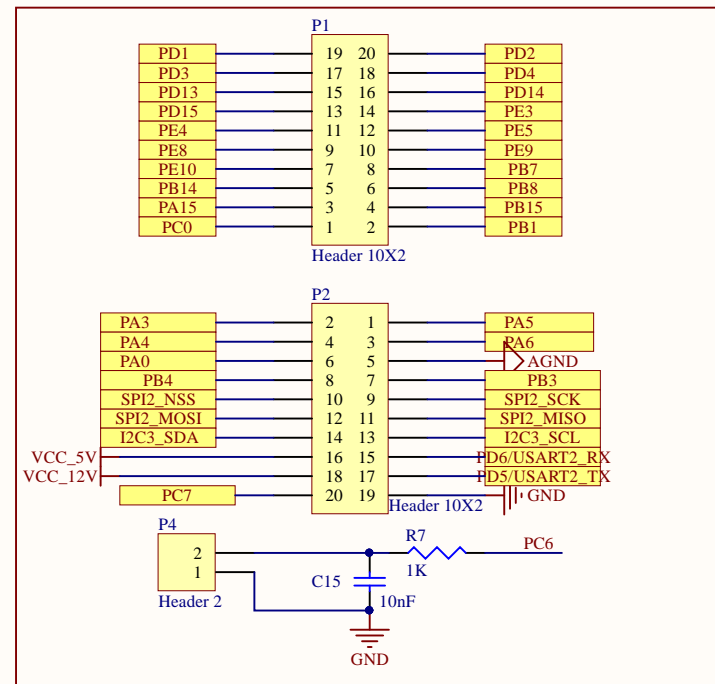 P1
PD1 19 20 PD2
PD3 17 18 PD4
PD13 15 16 PD14
PD15 13 14 PE3
PE4 11 12 PE5
PE8 9 10 PE9
PE10 7 8 PB7
PB14 5 6 PB8
PA15 3 4 PB15
PC0 1 2 PB1
Header 10X2
P2
PA3 2 1 PA5
PA4 4 3 PA6
PA0 6 5 AGND
PB4 8 7 PB3
SPI2_NSS 10 9 SPI2_SCK
SPI2_MOSI 12 11 SPI2_MISO
I2C3_SDA 14 13 I2C3_SCL
VCC_5V 16 15 PD6/USART2_RX
VCC_12V 18 17 PD5/USART2_TX
PC7 20 19 GND
Header 10X2
P4
2
1
Header 2
R7
1K
PC6
C15
10nF
GND